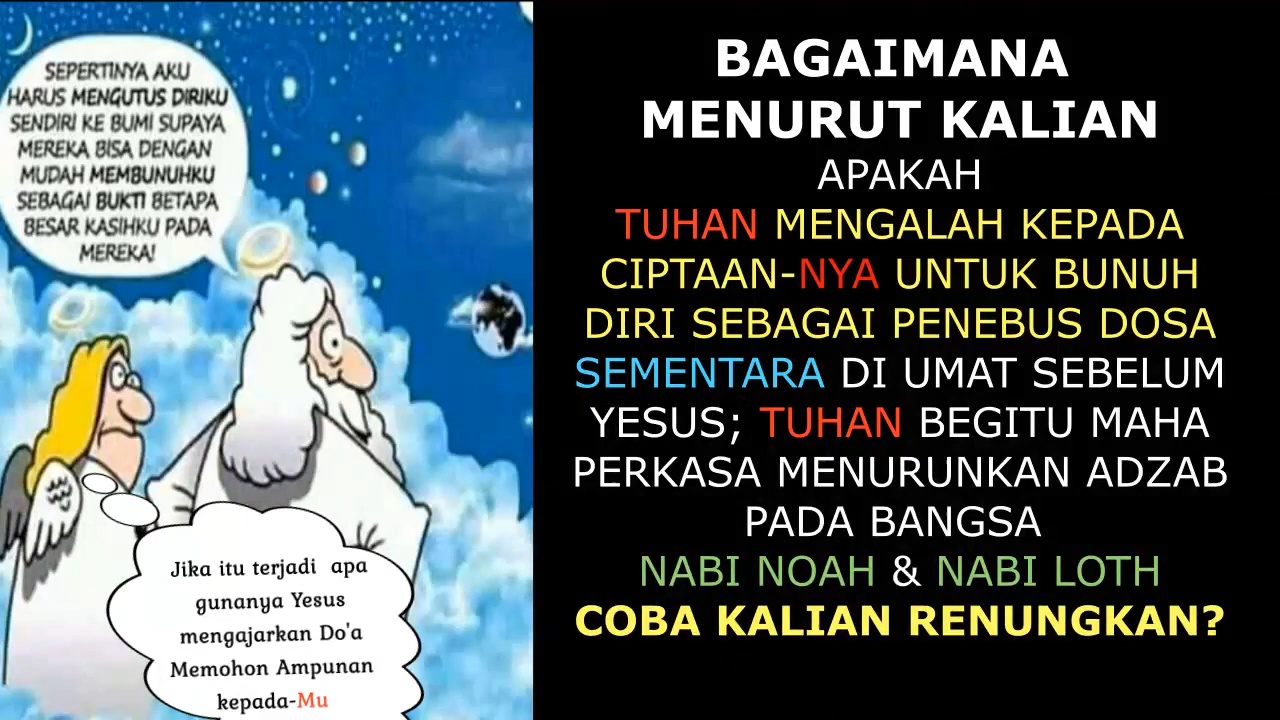 SEPERTINYA AKU
HARUS MENGUTUS DIRIKU
SENDIRI KE BUMI SUPAYA
MEREKA BISA DENGAN
MUDAH MEMBUNUHKU
SEBAGAI BUKTI BETAPA
BESAR KASIHKU PADA
MEREKA!
Jika itu terjadi apa
gunanya Yesus
mengajarkan Do'a
Memohon Ampunan
kepada-Mu
BAGAIMANA
MENURUT KALIAN
APAKAH
TUHAN MENGALAH KEPADA
CIPTAAN-NYA UNTUK BUNUH
DIRI SEBAGAI PENEBUS DOSA
SEMENTARA DI UMAT SEBELUM
YESUS; TUHAN BEGITU MAHA
PERKASA MENURUNKAN ADZAB
PADA BANGSA
NABI NOAH & NABI LOTH
COBA KALIAN RENUNGKAN?